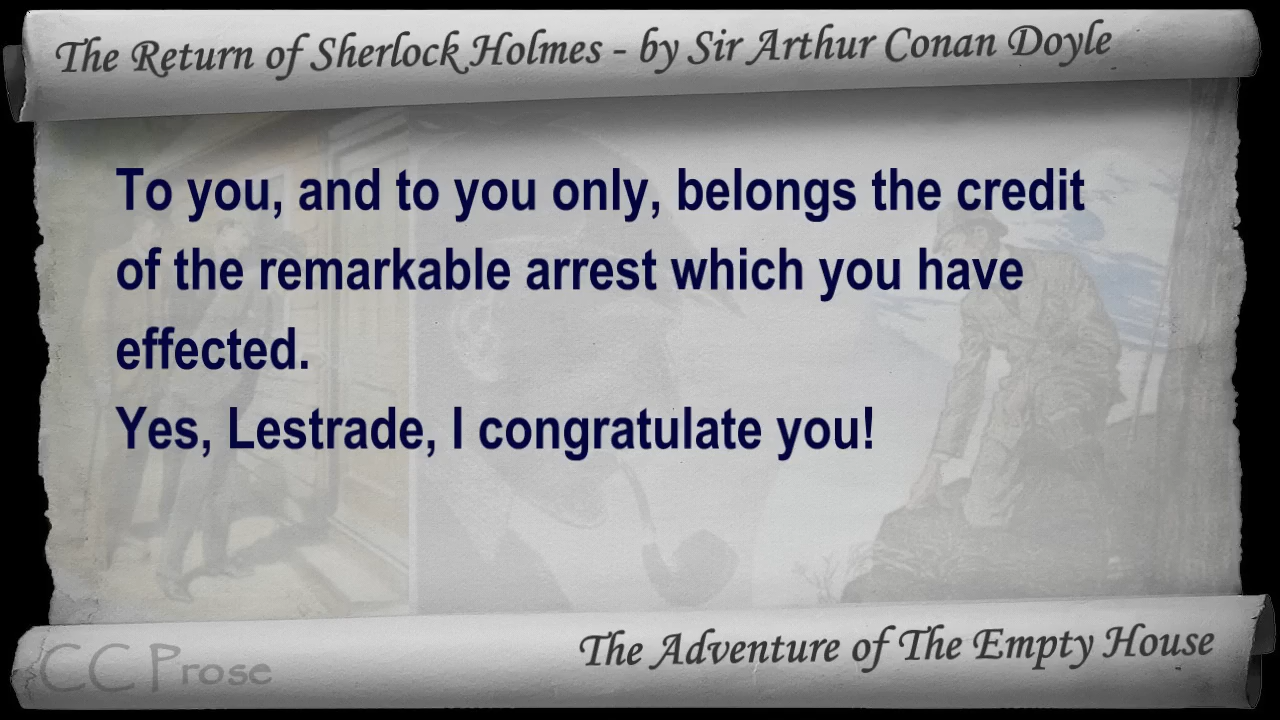 The Return of Sherlock Holmes - by Sir Arthur Conan Doyle
To you, and to you only, belongs the credit
of the remarkable arrest which you have
effected.
Yes, Lestrade, I congratulate you!
The Adventure of The Empty House
CC Prose